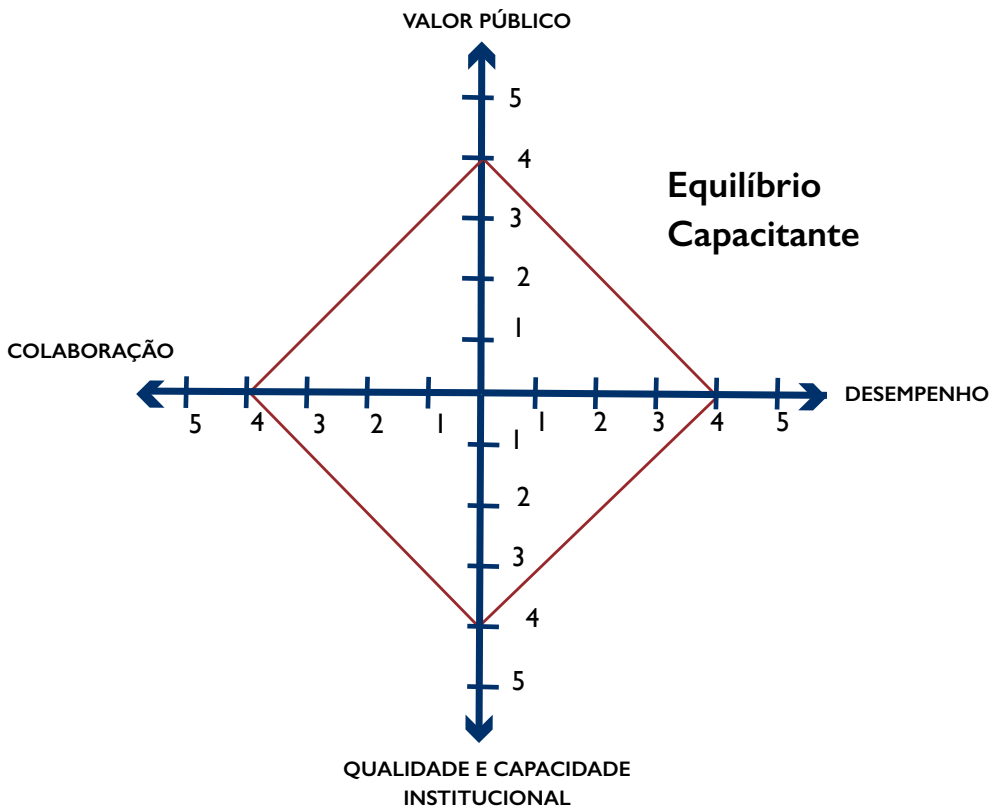 VALOR PÚBLICO
5
4
Equilíbrio
Capacitante
3
2
1
COLABORAÇÃO
DESEMPENHO
5 4 3 2 1 1 2 3 4 5
1
2
3
4
5
QUALIDADE E CAPACIDADE
INSTITUCIONAL